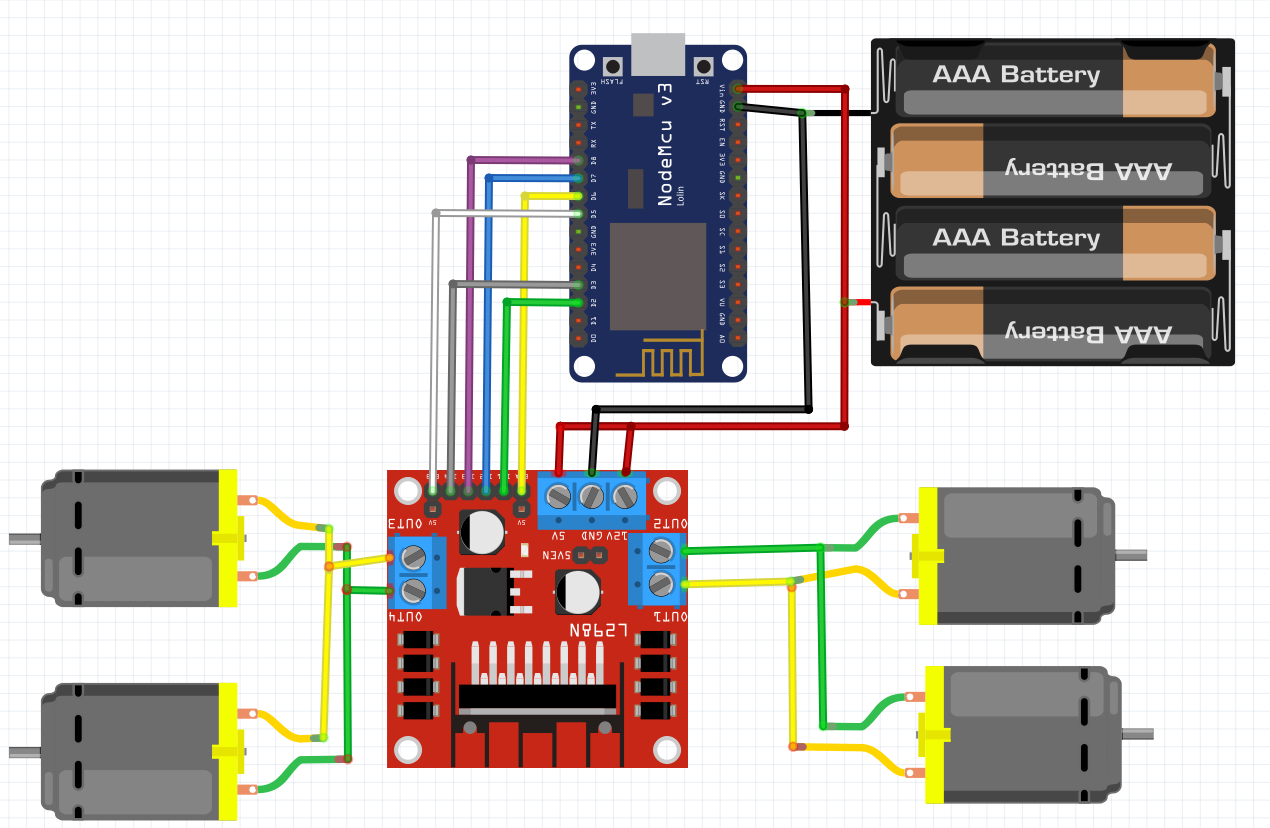 FLASH
RST
3V3
GND
TX
RX
D8
D7
D6
D5
GND
3V3
D4
D3
D2
D1
D0
NodeMcu v3
Lolin
Vin
GND
RST
EN
3V3
GND
SK
SO
SC
S1
S2
S3
VU
GND
AO
AAA Battery
AAA Battery
AAA Battery
AAA Battery
5V
5V
OUT3
OUT2
5V GND 12V
5VEN
OUT4
OUT1
L298N